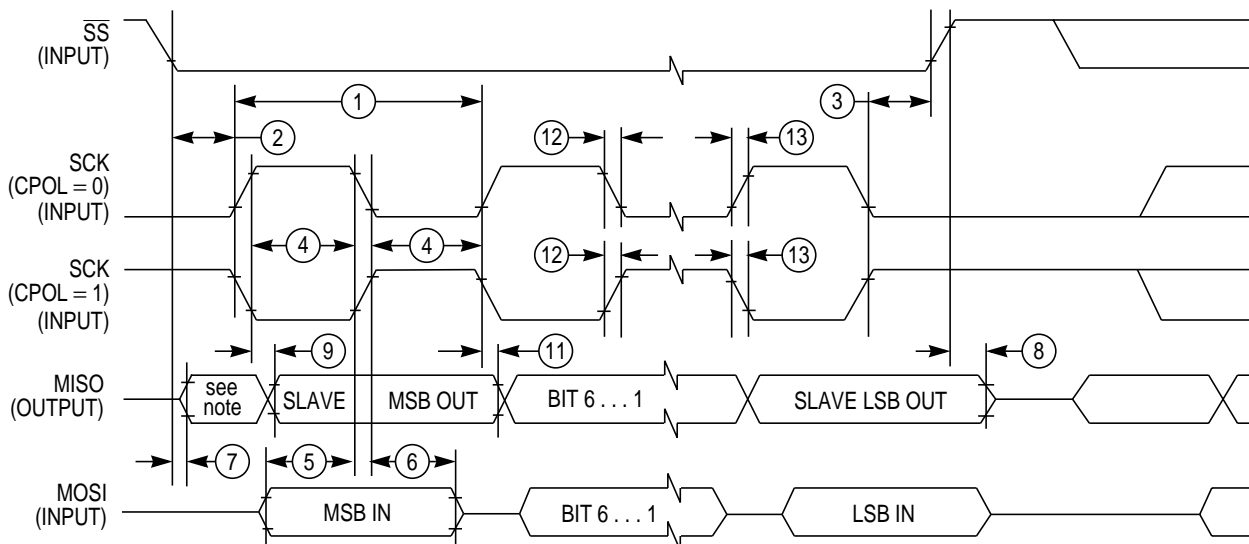 SS
(INPUT)
1
3
2
12
13
SCK
(CPOL = 0)
(INPUT)
4
4
12
13
SCK
(CPOL = 1)
(INPUT)
9
11
8
MISO
(OUTPUT)
see
note
SLAVE
MSB OUT
BIT 6 . . . 1
SLAVE LSB OUT
7
5
6
MOSI
(INPUT)
MSB IN
BIT 6 . . . 1
LSB IN